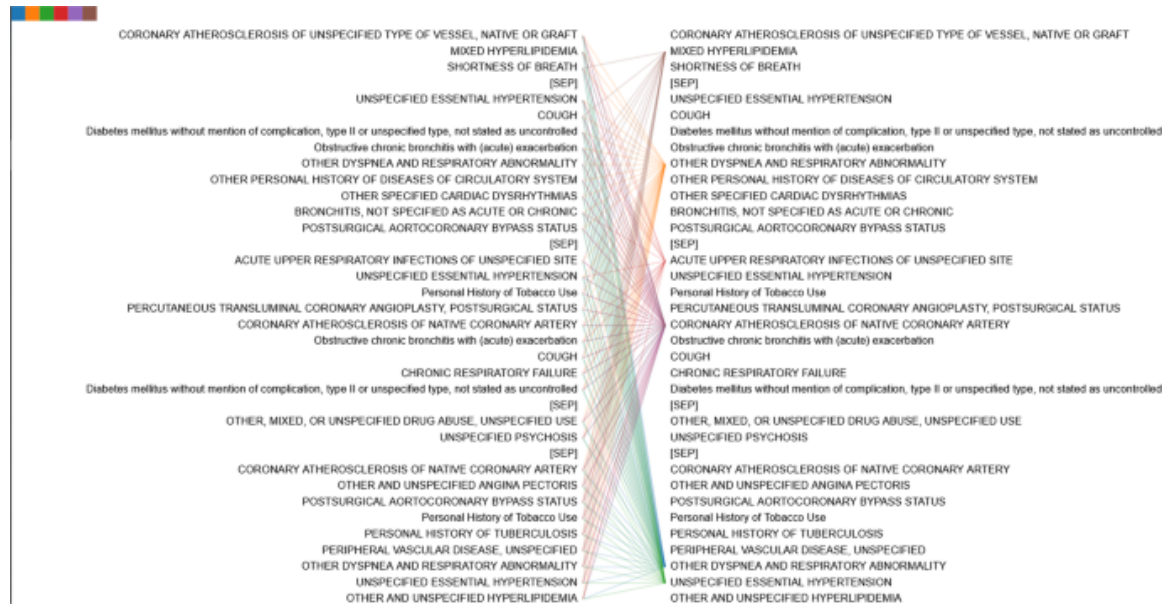 CORONARY ATHEROSCLEROSIS OF UNSPECIFIED TYPE OF VESSEL, NATIVE OR GRAFT
MIXED HYPERLIPIDEMIA
SHORTNESS OF BREATH
[SEP]
UNSPECIFIED ESSENTIAL HYPERTENSION
COUGH
Diabetes mellitus without mention of complication, type II or unspecified type, not stated as uncontrolled
Obstructive chronic bronchitis with (acute) exacerbation
OTHER DYSPNEA AND RESPIRATORY ABNORMALITY
OTHER PERSONAL HISTORY OF DISEASES OF CIRCULATORY SYSTEM
OTHER SPECIFIED CARDIAC DYSRHYTHMIAS
BRONCHITIS, NOT SPECIFIED AS ACUTE OR CHRONIC
POSTSURGICAL AORTOCORONARY BYPASS STATUS
[SEP]
ACUTE UPPER RESPIRATORY INFECTIONS OF UNSPECIFIED SITE
UNSPECIFIED ESSENTIAL HYPERTENSION
Personal History of Tobacco Use
PERCUTANEOUS TRANSLUMINAL CORONARY ANGIOPLASTY, POSTSURGICAL STATUS
CORONARY ATHEROSCLEROSIS OF NATIVE CORONARY ARTERY
Obstructive chronic bronchitis with (acute) exacerbation
COUGH
CHRONIC RESPIRATORY FAILURE
Diabetes mellitus without mention of complication, type II or unspecified type, not stated as uncontrolled
[SEP]
OTHER, MIXED, OR UNSPECIFIED DRUG ABUSE, UNSPECIFIED USE
UNSPECIFIED PSYCHOSIS
[SEP]
CORONARY ATHEROSCLEROSIS OF NATIVE CORONARY ARTERY
OTHER AND UNSPECIFIED ANGINA PECTORIS
POSTSURGICAL AORTOCORONARY BYPASS STATUS
Personal History of Tobacco Use
PERSONAL HISTORY OF TUBERCULOSIS
PERIPHERAL VASCULAR DISEASE, UNSPECIFIED
OTHER DYSPNEA AND RESPIRATORY ABNORMALITY
UNSPECIFIED ESSENTIAL HYPERTENSION
OTHER AND UNSPECIFIED HYPERLIPIDEMIA
CORONARY ATHEROSCLEROSIS OF UNSPECIFIED TYPE OF VESSEL, NATIVE OR GRAFT
MIXED HYPERLIPIDEMIA
SHORTNESS OF BREATH
[SEP]
UNSPECIFIED ESSENTIAL HYPERTENSION
COUGH
Diabetes mellitus without mention of complication, type II or unspecified type, not stated as uncontrolled
Obstructive chronic bronchitis with (acute) exacerbation
OTHER DYSPNEA AND RESPIRATORY ABNORMALITY
OTHER PERSONAL HISTORY OF DISEASES OF CIRCULATORY SYSTEM
OTHER SPECIFIED CARDIAC DYSRHYTHMIAS
BRONCHITIS, NOT SPECIFIED AS ACUTE OR CHRONIC
POSTSURGICAL AORTOCORONARY BYPASS STATUS
[SEP]
ACUTE UPPER RESPIRATORY INFECTIONS OF UNSPECIFIED SITE
UNSPECIFIED ESSENTIAL HYPERTENSION
Personal History of Tobacco Use
PERCUTANEOUS TRANSLUMINAL CORONARY ANGIOPLASTY, POSTSURGICAL STATUS
CORONARY ATHEROSCLEROSIS OF NATIVE CORONARY ARTERY
Obstructive chronic bronchitis with (acute) exacerbation
COUGH
CHRONIC RESPIRATORY FAILURE
Diabetes mellitus without mention of complication, type II or unspecified type, not stated as uncontrolled
[SEP]
OTHER, MIXED, OR UNSPECIFIED DRUG ABUSE, UNSPECIFIED USE
UNSPECIFIED PSYCHOSIS
[SEP]
CORONARY ATHEROSCLEROSIS OF NATIVE CORONARY ARTERY
OTHER AND UNSPECIFIED ANGINA PECTORIS
POSTSURGICAL AORTOCORONARY BYPASS STATUS
Personal History of Tobacco Use
PERSONAL HISTORY OF TUBERCULOSIS
PERIPHERAL VASCULAR DISEASE, UNSPECIFIED
OTHER DYSPNEA AND RESPIRATORY ABNORMALITY
UNSPECIFIED ESSENTIAL HYPERTENSION
OTHER AND UNSPECIFIED HYPERLIPIDEMIA